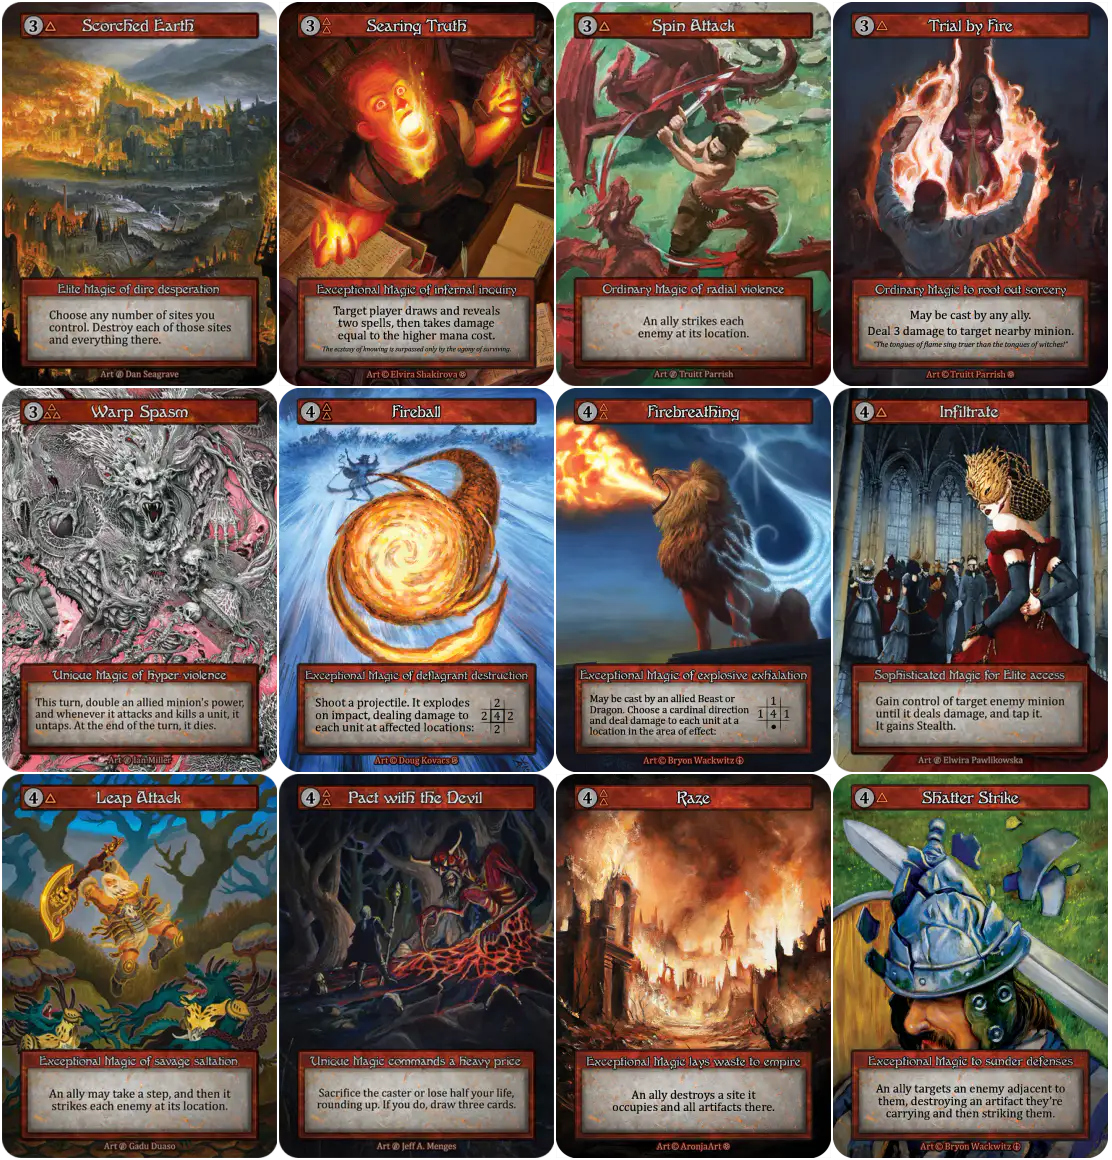 3 Scorched Earth
Elite Magic of dire desperation
Choose any number of sites you
control. Destroy each of those sites
and everything there.
Art @ Dan Seagrave
3 Searing Truth
Exceptional Magic of infernal inquiry
Target player draws and reveals
two spells, then takes damage
equal to the higher mana cost.
The ecstasy of knowing is surpassed only by the agony of surviving.
Art © Elvira Shakirova
3 Spin Attack
Ordinary Magic of radial violence
An ally strikes each
enemy at its location.
Art @ Truitt Parrish
3 Trial by Fire
Ordinary Magic to root out sorcery
May be cast by any ally.
Deal 3 damage to target nearby minion.
"The tongues of flame sing truer than the tongues of witches!"
Art © Truitt Parrish
3 Warp Spasm
Unique Magic of hyper violence
This turn, double an allied minion's power,
and whenever it attacks and kills a unit, it
untaps. At the end of the turn, it dies.
Art @ Ian Miller
4 Fireball
Exceptional Magic of deflagrant destruction
Shoot a projectile. It explodes
on impact, dealing damage to
each unit at affected locations:
2
2 4 2
2
Art © Doug Kovacs
4 Firebreathing
Exceptional Magic of explosive exhalation
May be cast by an allied Beast or
Dragon. Choose a cardinal direction
and deal damage to each unit at a
location in the area of effect:
1
1 4 1
•
Art © Bryon Wackwitz
4 Infiltrate
Sophisticated Magic for Elite access
Gain control of target enemy minion
until it deals damage, and tap it.
It gains Stealth.
Art @ Elwira Pawlikowska
4 Leap Attack
Exceptional Magic of savage saltation
An ally may take a step, and then it
strikes each enemy at its location.
Art @ Gadu Duaso
4 Pact with the Devil
Unique Magic commands a heavy price
Sacrifice the caster or lose half your life,
rounding up. If you do, draw three cards.
Art @ Jeff A. Menges
4 Raze
Exceptional Magic lays waste to empire
An ally destroys a site it
occupies and all artifacts there.
Art © AronjaArt
4 Shatter Strike
Exceptional Magic to sunder defenses
An ally targets an enemy adjacent to
them, destroying an artifact they're
carrying and then striking them.
Art © Bryon Wackwitz